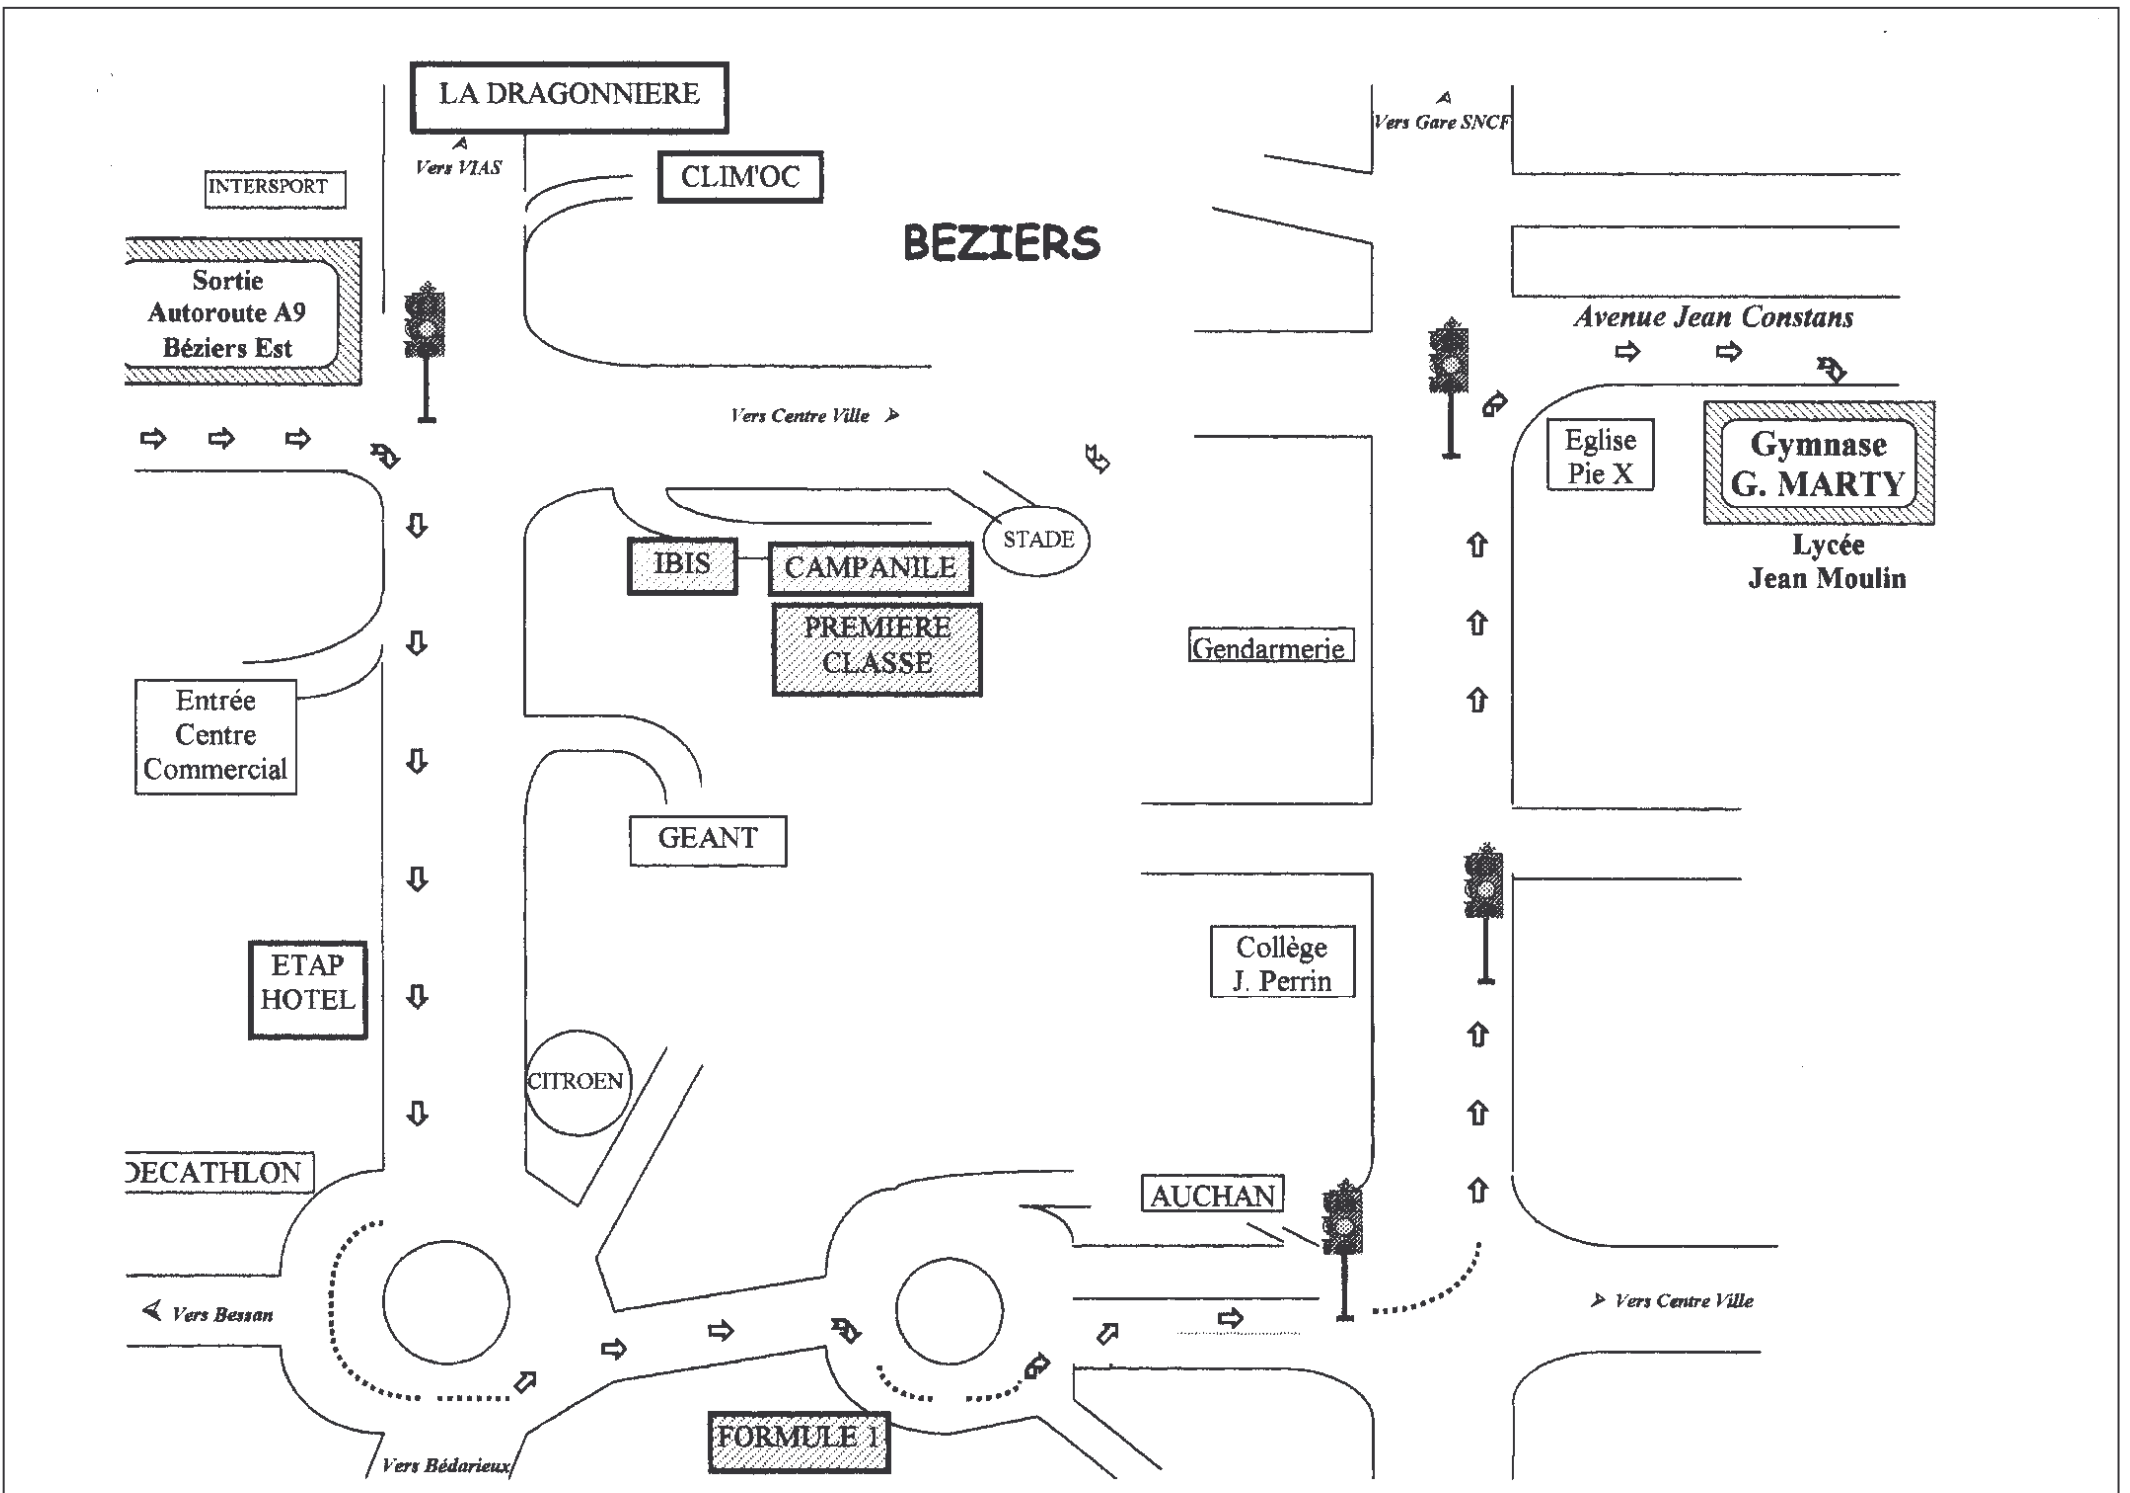 LA DRAGONNIERE
Vers VIAS
CLIM'OC
INTERSPORT
BEZIERS
Vers Gare SNCF
Sortie
Autoroute A9
Béziers Est
Avenue Jean Constans
Vers Centre Ville
Eglise
Pie X
Gymnase
G. MARTY
Lycée
Jean Moulin
STADE
IBIS
CAMPANILE
PREMIERE
CLASSE
Gendarmerie
Entrée
Centre
Commercial
GEANT
ETAP
HOTEL
Collège
J. Perrin
CITROEN
DECATHLON
AUCHAN
Vers Bessan
Vers Centre Ville
FORMULE 1
Vers Bédarieux